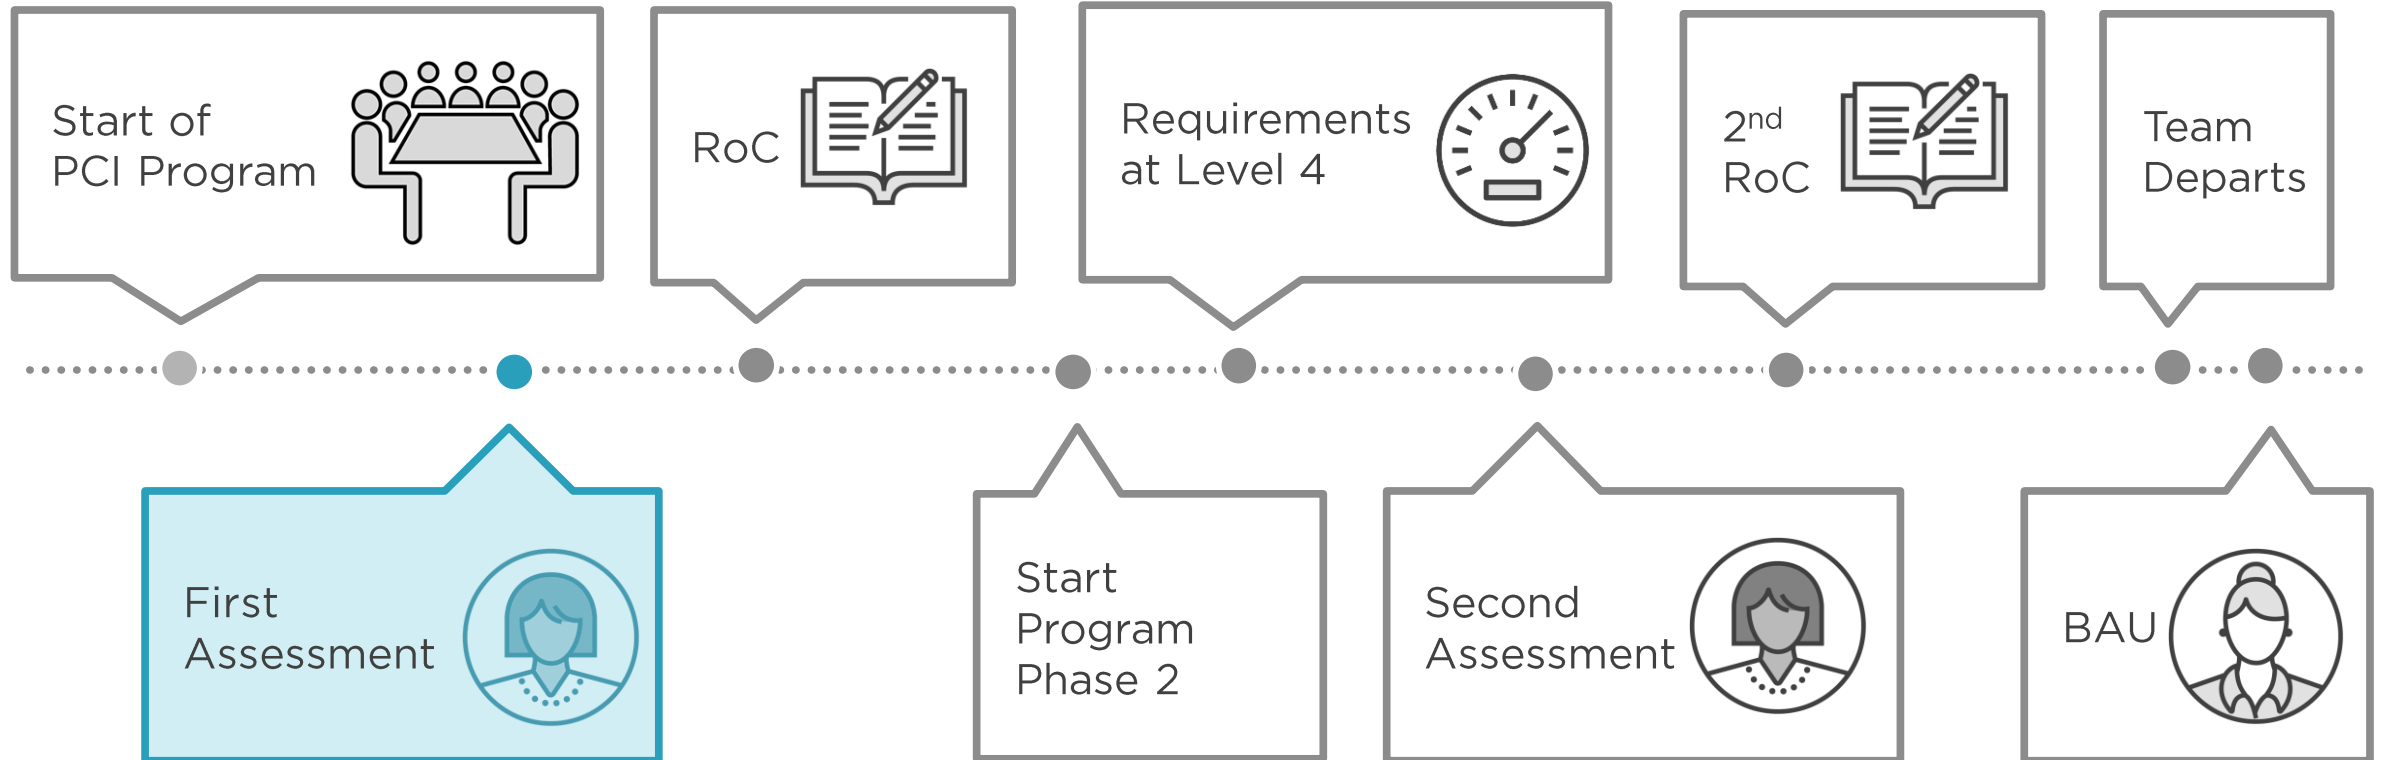 Start of
PCI Program
RoC
Requirements
at Level 4
2nd
RoC
Team
Departs
First
Assessment
Start
Program
Phase 2
Second
Assessment
BAU